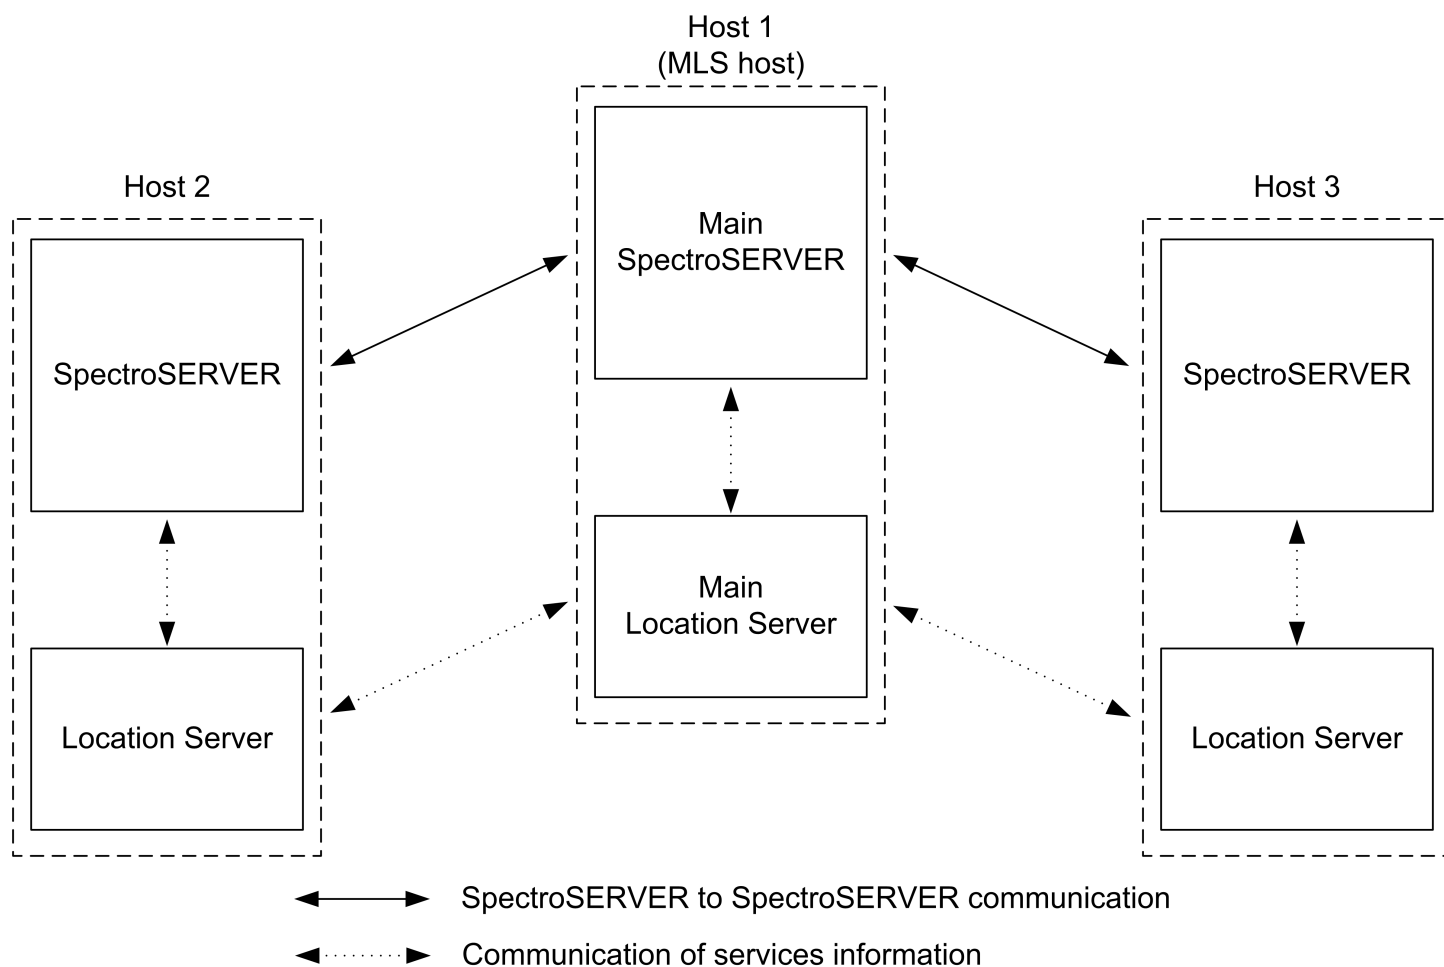 Host 1
(MLS host)
Host 2
Host 3
Main
SpectroSERVER
SpectroSERVER
SpectroSERVER
Main
Location Server
Location Server
Location Server
SpectroSERVER to SpectroSERVER communication
Communication of services information